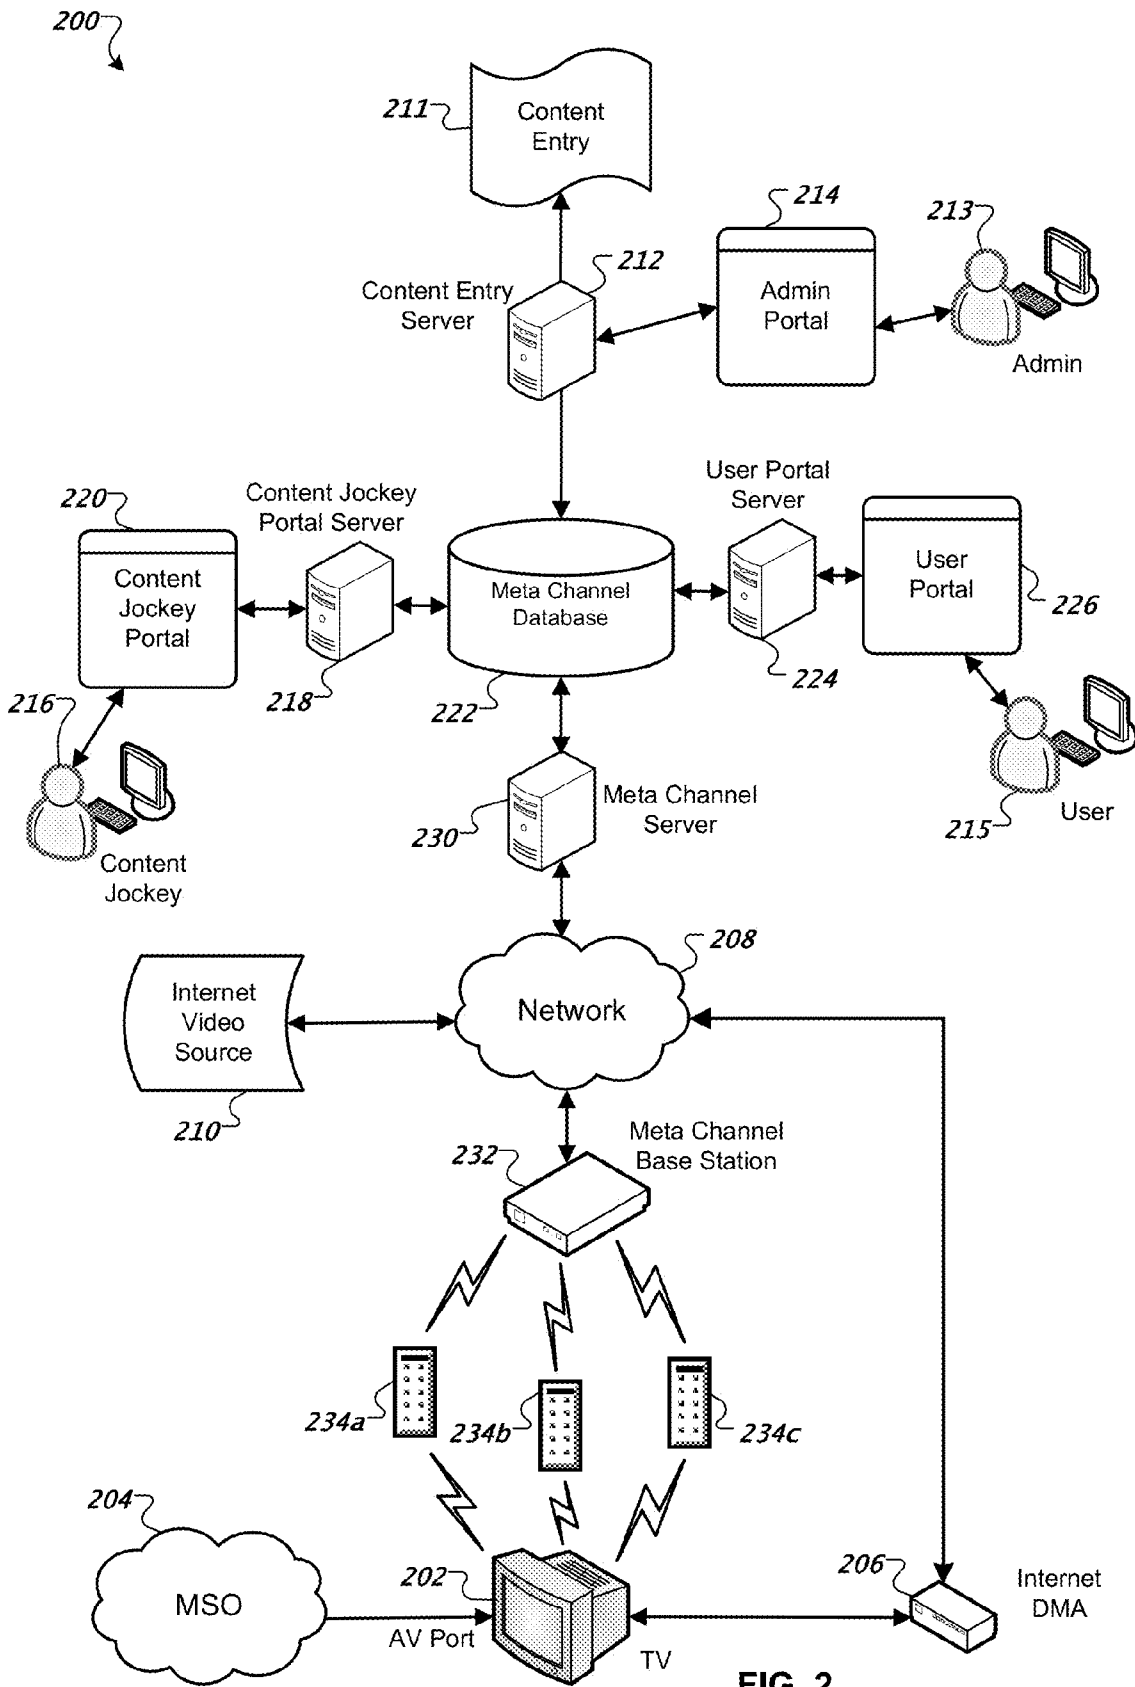 200
211
Content
Entry
214
213
212
Content Entry
Server
Admin
Portal
Admin
User Portal
Server
220
Content Jockey
Portal Server
Content
Jockey
Portal
Meta Channel
Database
User
Portal
226
224
218
222
216
Meta Channel
Server
230
215
User
Content
Jockey
208
Internet
Video
Source
Network
210
Meta Channel
Base Station
232
234a
234b
234c
204
MSO
202
206
Internet
DMA
AV Port
TV
FIG. 2